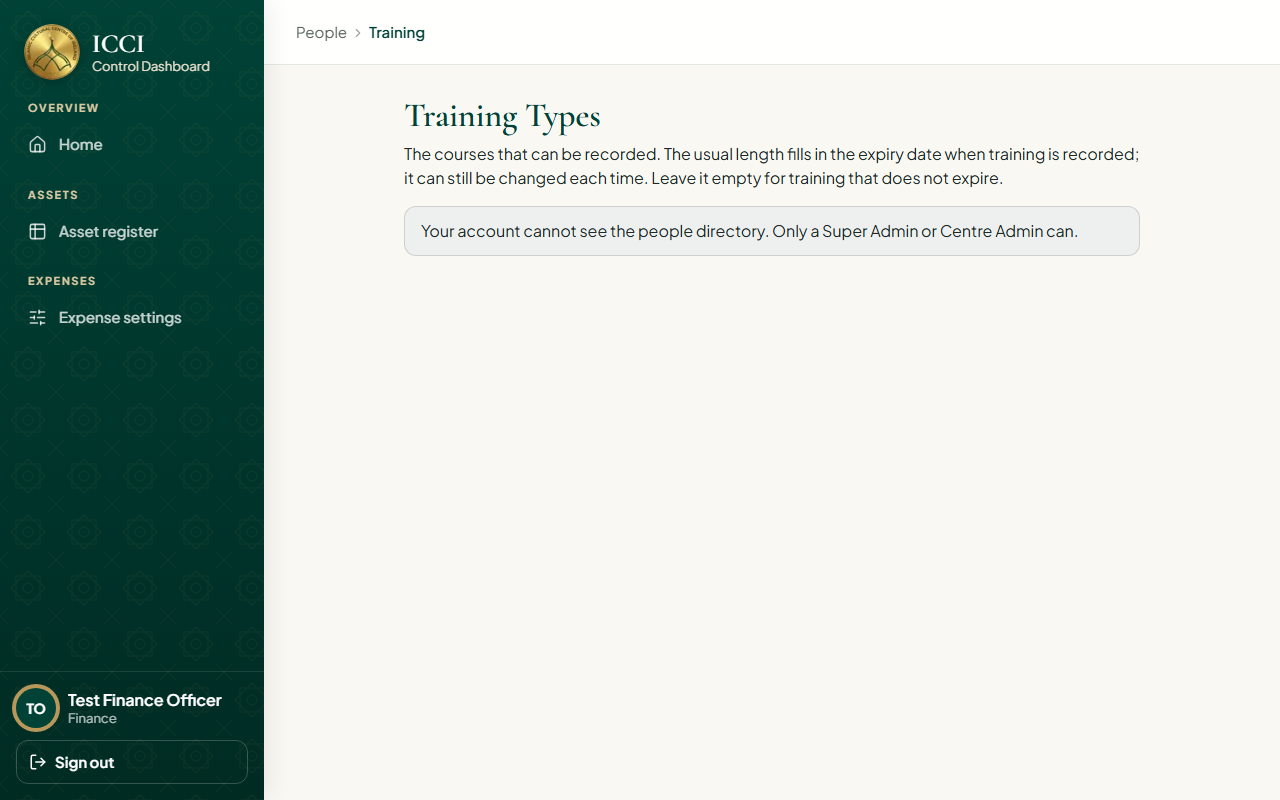 ICCI
Control Dashboard
OVERVIEW
Home
ASSETS
Asset register
EXPENSES
Expense settings
TO
Test Finance Officer
Finance
Sign out
People > Training
Training Types
The courses that can be recorded. The usual length fills in the expiry date when training is recorded;
it can still be changed each time. Leave it empty for training that does not expire.
Your account cannot see the people directory. Only a Super Admin or Centre Admin can.